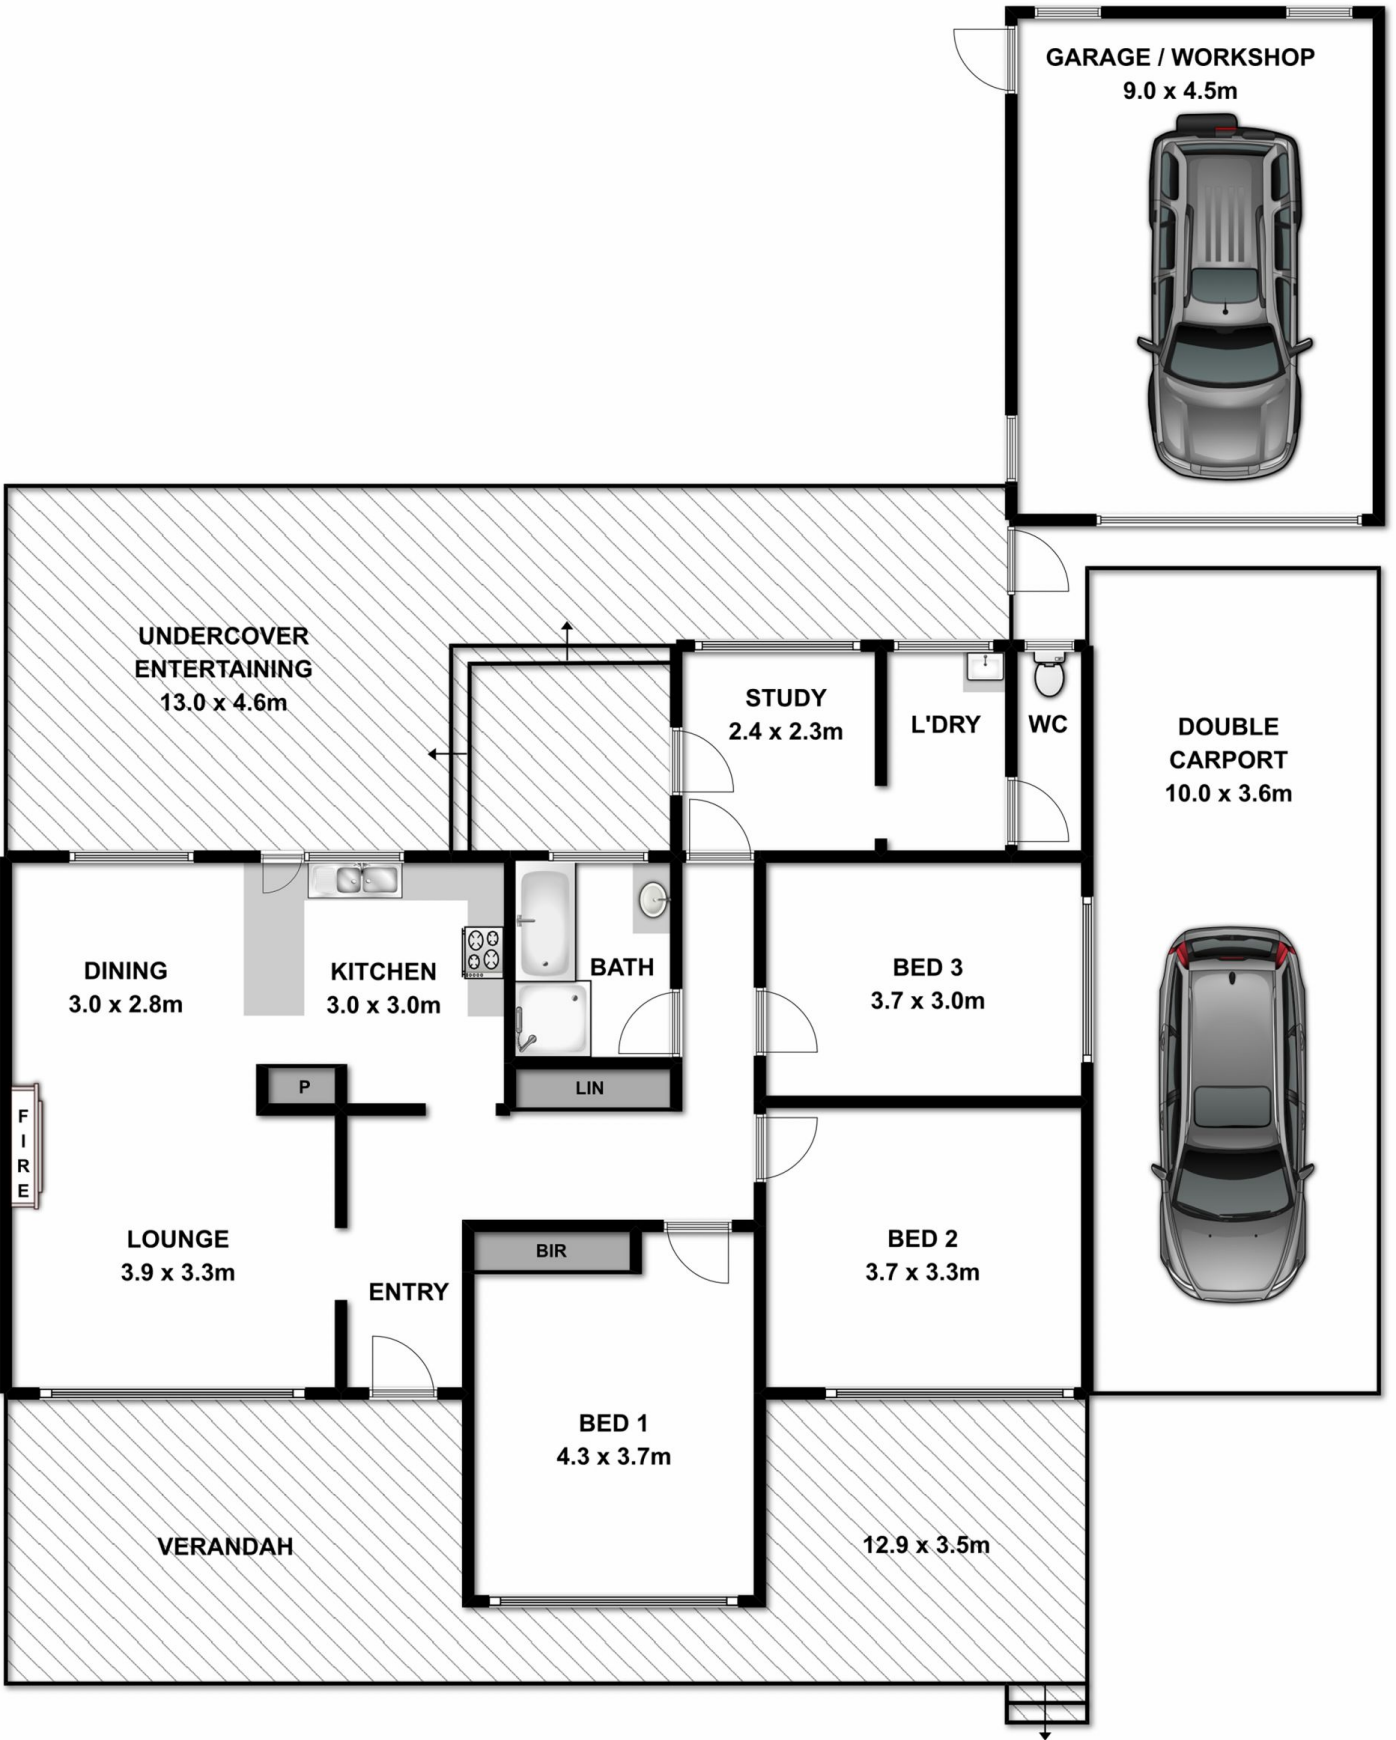 GARAGE / WORKSHOP
9.0 x 4.5m
UNDERCOVER
ENTERTAINING
13.0 x 4.6m
STUDY
2.4 x 2.3m
L'DRY
WC
DOUBLE
CARPORT
10.0 x 3.6m
DINING
3.0 x 2.8m
KITCHEN
3.0 x 3.0m
BATH
BED 3
3.7 x 3.0m
P
LIN
FIRE
LOUNGE
3.9 x 3.3m
ENTRY
BIR
BED 2
3.7 x 3.3m
BED 1
4.3 x 3.7m
VERANDAH
12.9 x 3.5m